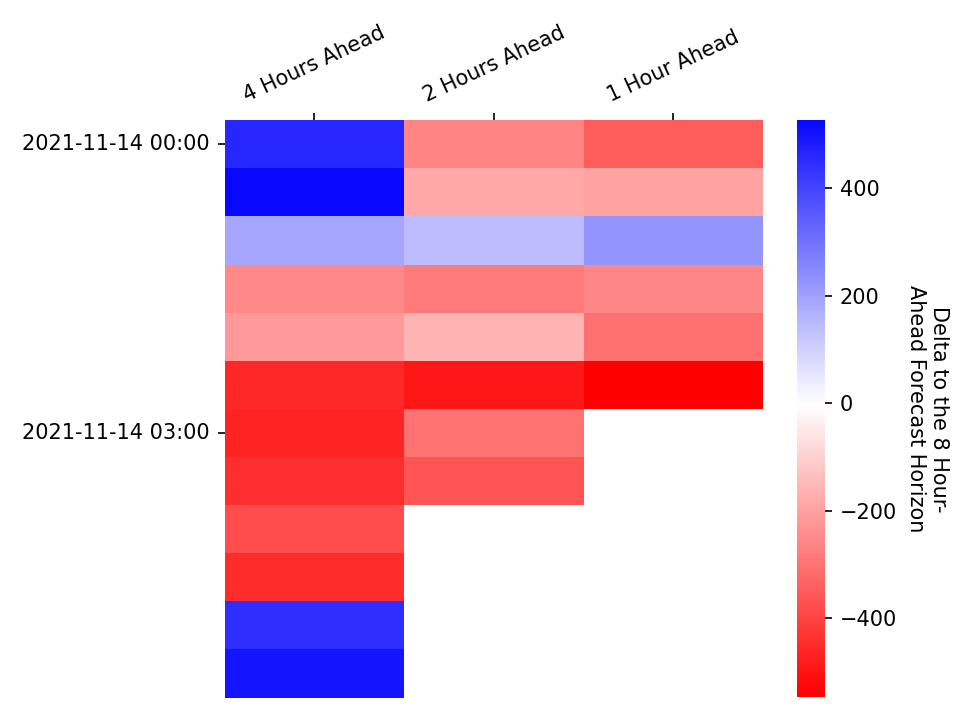 4 Hours Ahead
2 Hours Ahead
1 Hour Ahead
2021-11-14 00:00
2021-11-14 03:00
400
200
0
−200
−400
Delta to the 8 Hour-
Ahead Forecast Horizon